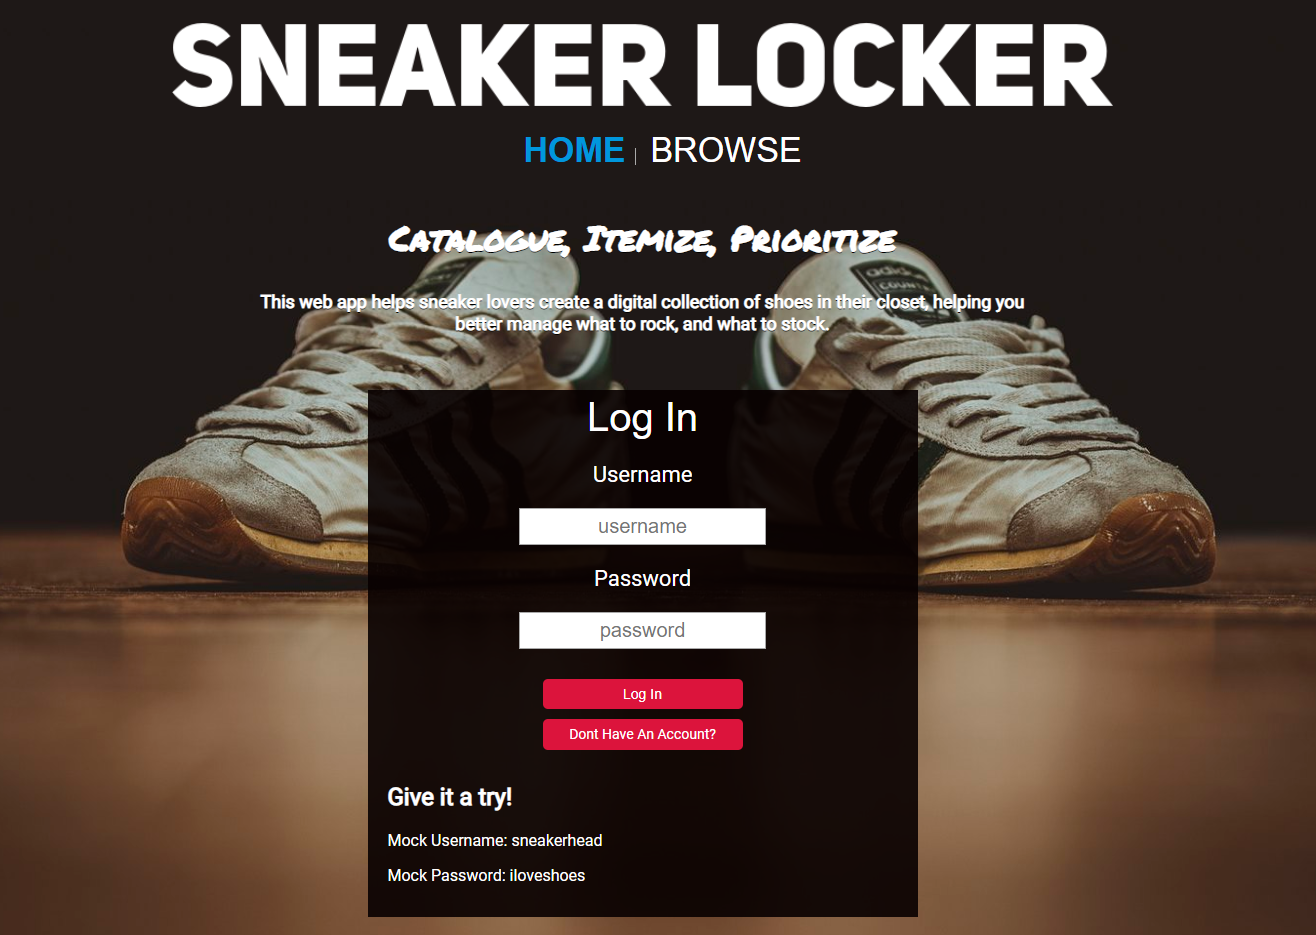 SNEAKER LOCKER
HOME | BROWSE
Catalogue, Itemize, Prioritize
This web app helps sneaker lovers create a digital collection of shoes in their closet, helping you
better manage what to rock, and what to stock.
Log In
Username
username
Password
password
Log In
Dont Have An Account?
Give it a try!
Mock Username: sneakerhead
Mock Password: iloveshoes